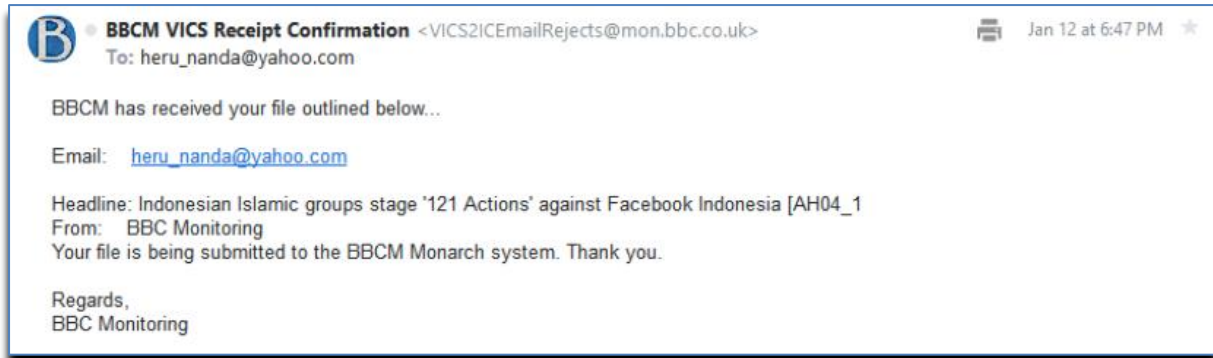 B
BBCM VICS Receipt Confirmation <VICS2ICEmailRejects@mon.bbc.co.uk> Jan 12 at 6:47 PM
To: heru_nanda@yahoo.com
BBCM has received your file outlined below...
Email: heru_nanda@yahoo.com
Headline: Indonesian Islamic groups stage '121 Actions' against Facebook Indonesia [AH04_1
From: BBC Monitoring
Your file is being submitted to the BBCM Monarch system. Thank you.
Regards,
BBC Monitoring